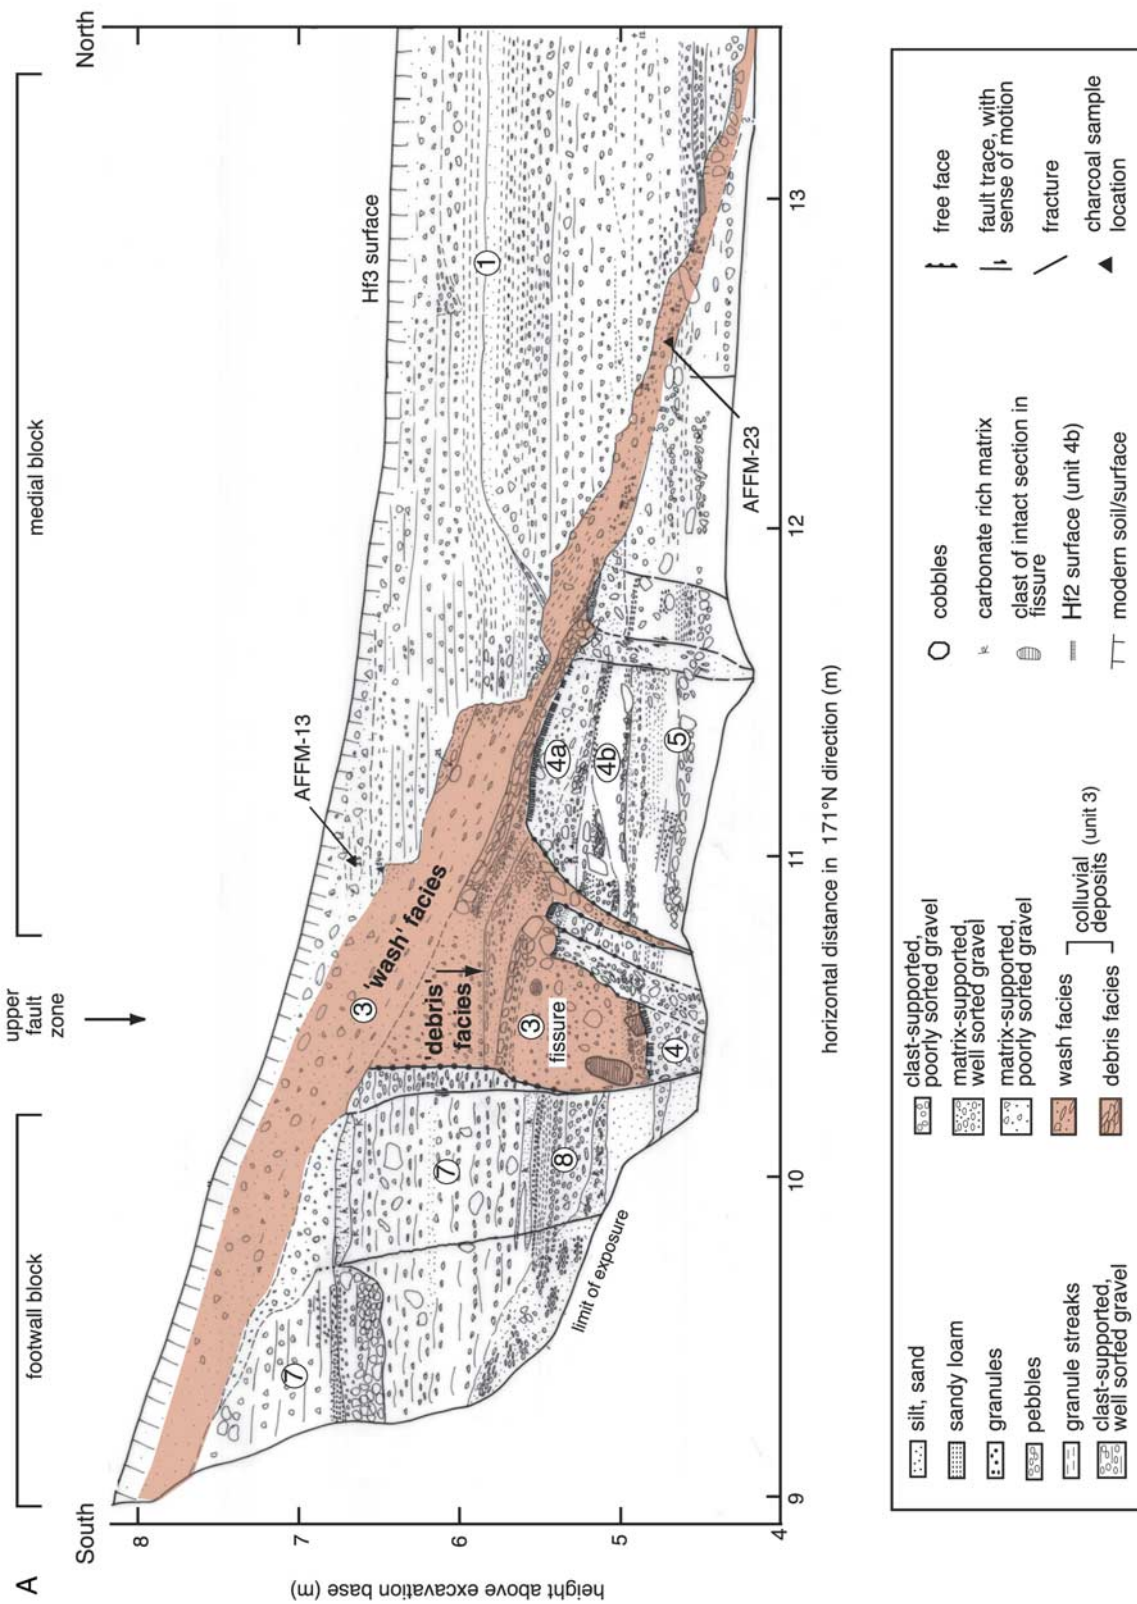 A
South
North
footwall block
upper
fault
zone
medial block
8
7
6
5
4
height above excavation base (m)
9
10
11
12
13
horizontal distance in 171°N direction (m)
Hf3 surface
AFFM-13
AFFM-23
1
3
'wash' facies
'debris'
facies
3
fissure
4
4a
4b
5
7
7
8
limit of exposure
?
silt, sand
sandy loam
granules
pebbles
granule streaks
clast-supported,
well sorted gravel
clast-supported,
poorly sorted gravel
matrix-supported,
well sorted gravel
matrix-supported,
poorly sorted gravel
wash facies
debris facies
colluvial (unit 3)
deposits
cobbles
carbonate rich matrix
clast of intact section in
fissure
Hf2 surface (unit 4b)
modern soil/surface
free face
fault trace, with
sense of motion
fracture
charcoal sample
location